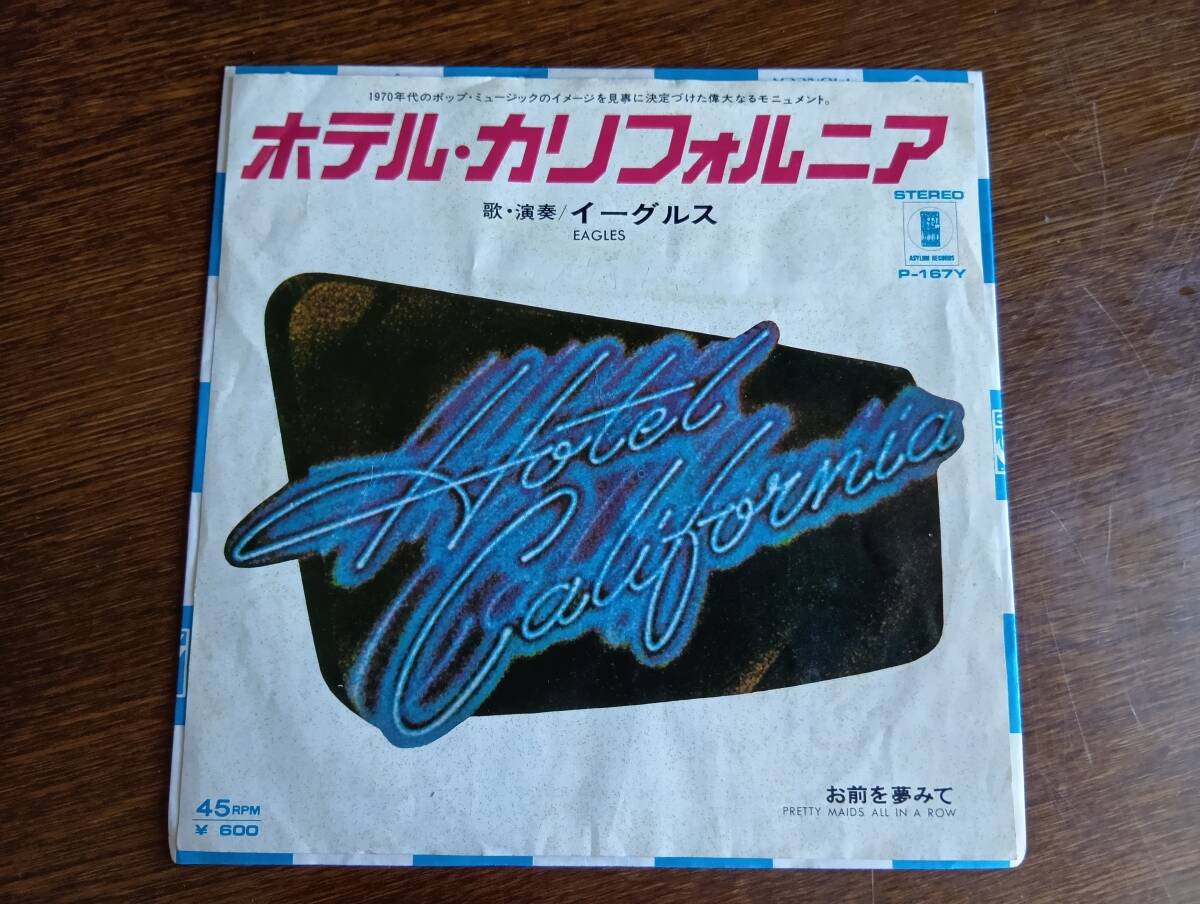 1970年代のポップ・ミュージックのイメージを見事に決定づけた偉大なるモニュメント。
ホテル・カリフォルニア
歌・演奏/イーグルス
EAGLES
STEREO
ASYLUM RECORDS
P-167Y
Hotel
California
45RPM
¥ 600
お前を夢みて
PRETTY MAIDS ALL IN A ROW